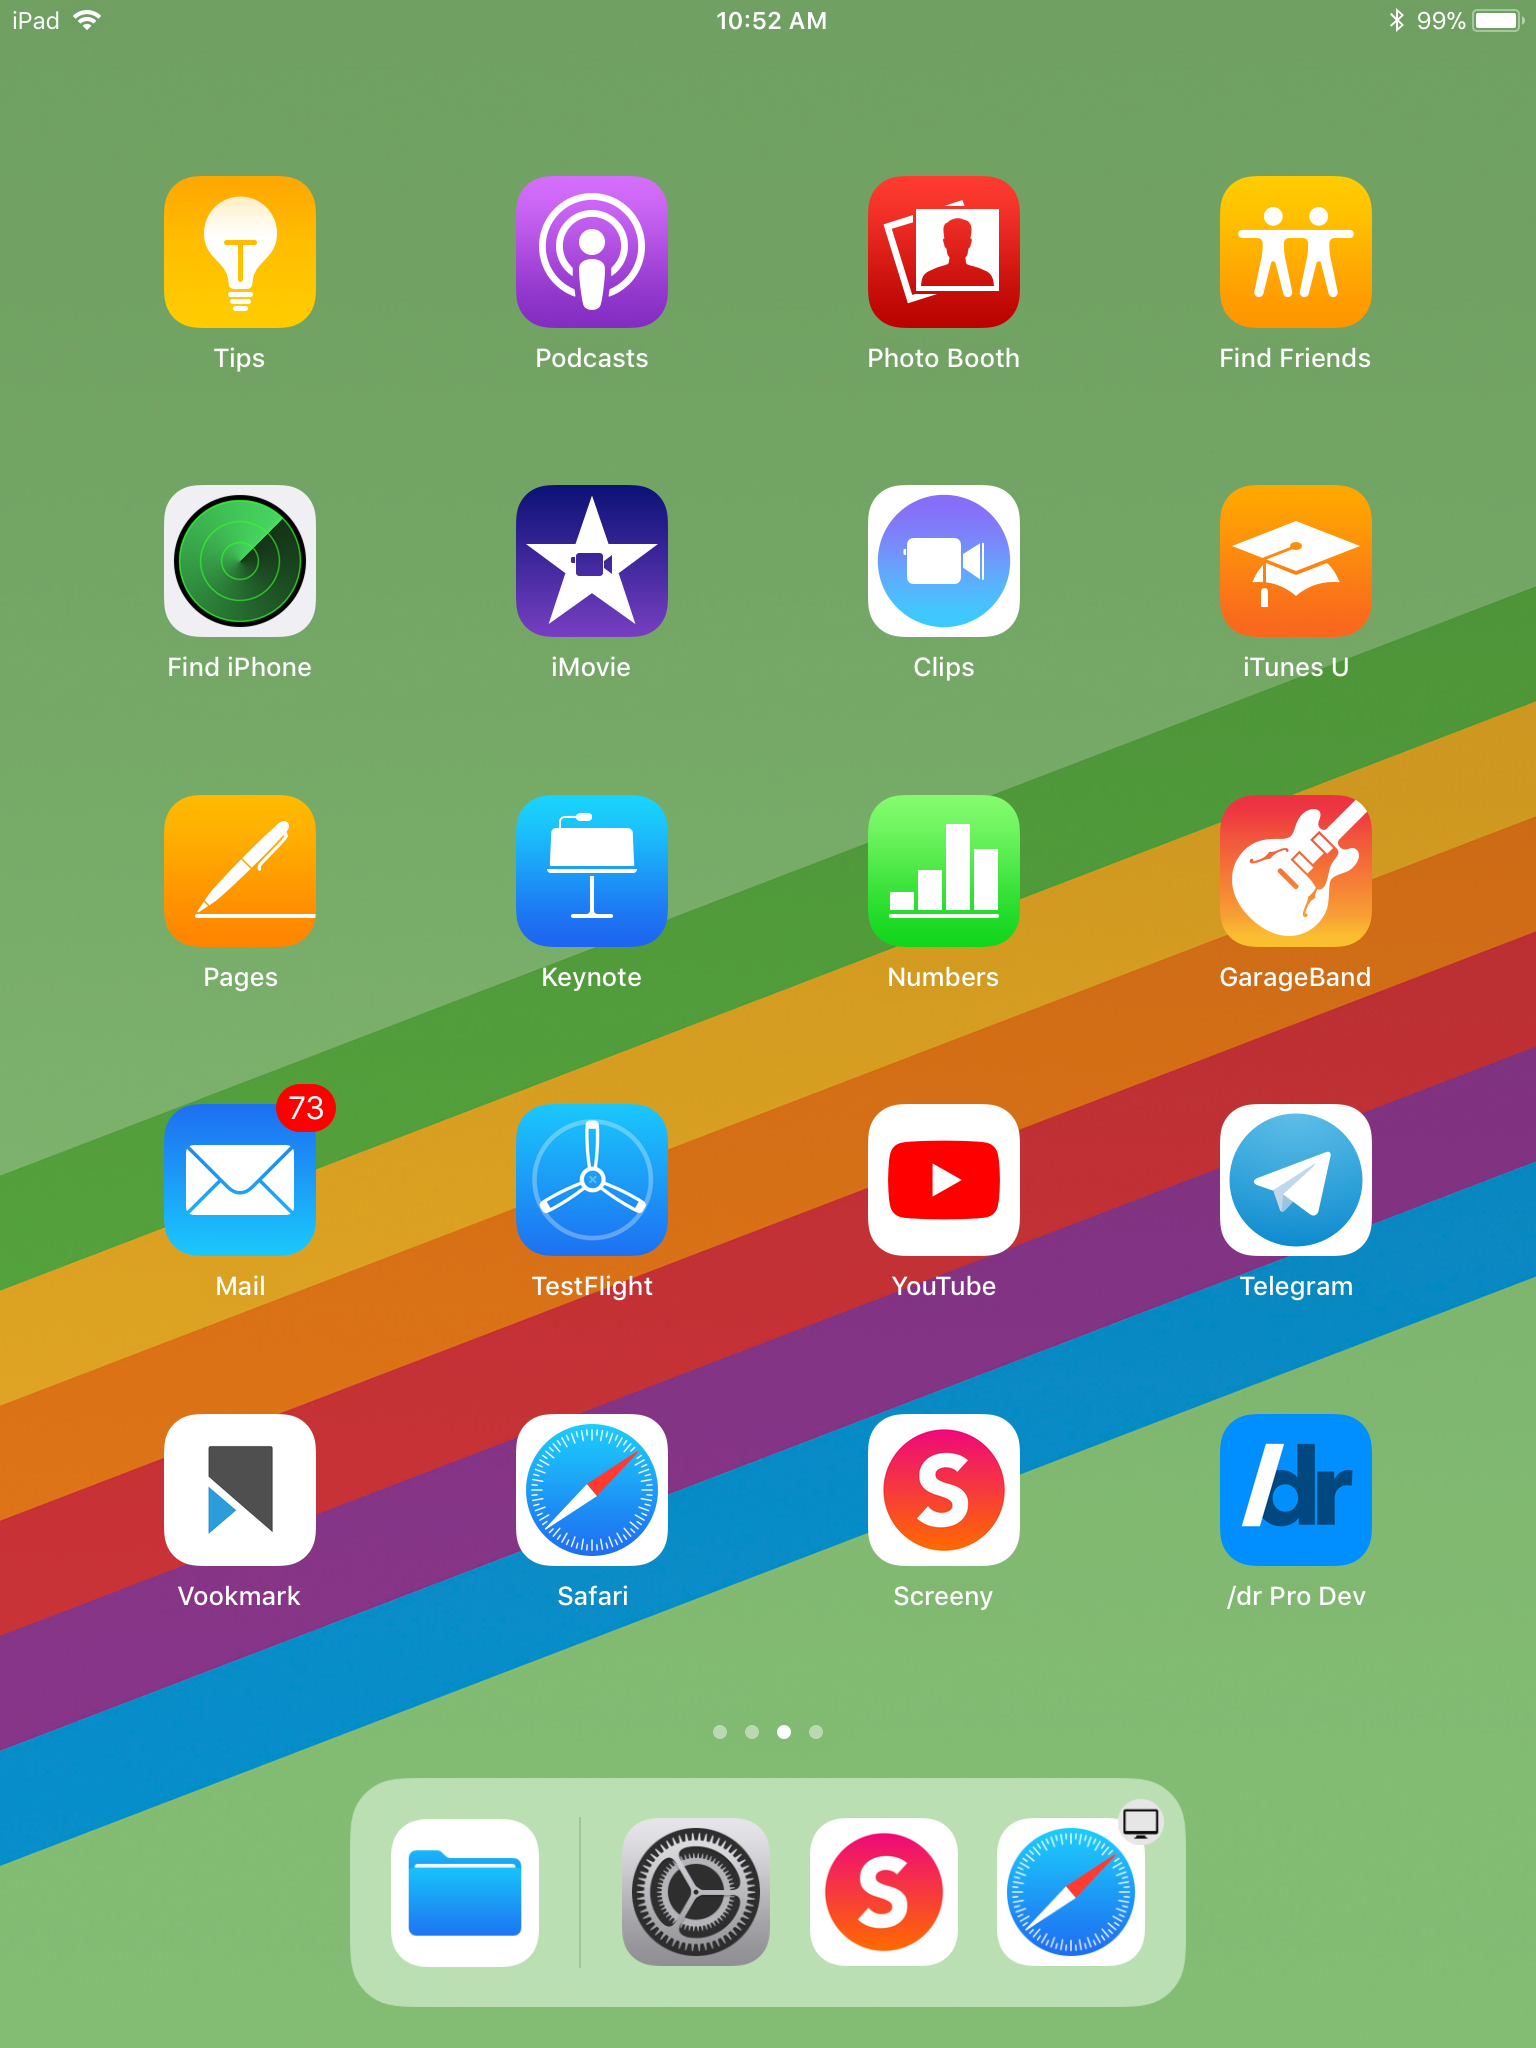 iPad 10:52 AM 99%
Tips Podcasts Photo Booth Find Friends
Find iPhone iMovie Clips iTunes U
Pages Keynote Numbers GarageBand
73
Mail TestFlight YouTube Telegram
S /dr
Vookmark Safari Screeny /dr Pro Dev
S